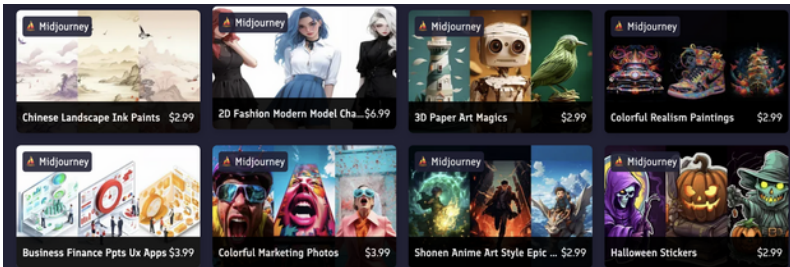 Midjourney
Chinese Landscape Ink Paints $2.99
Midjourney
2D Fashion Modern Model Cha... $6.99
Midjourney
3D Paper Art Magics $2.99
Midjourney
Colorful Realism Paintings $2.99
Midjourney
Business Finance Ppts Ux Apps $3.99
Midjourney
Colorful Marketing Photos $3.99
Midjourney
Shonen Anime Art Style Epic ... $2.99
Midjourney
Halloween Stickers $2.99